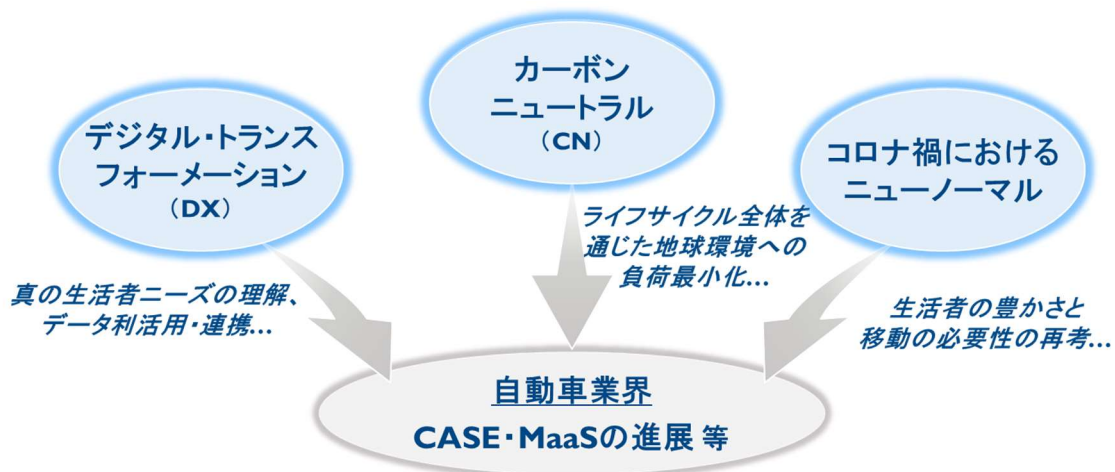 デジタル・トランス
フォーメーション
（DX）
カーボン
ニュートラル
（CN）
コロナ禍における
ニューノーマル
真の生活者ニーズの理解、
データ利活用・連携...
ライフサイクル全体を
通じた地球環境への
負荷最小化...
生活者の豊かさと
移動の必要性の再考...
自動車業界
CASE・MaaSの進展 等